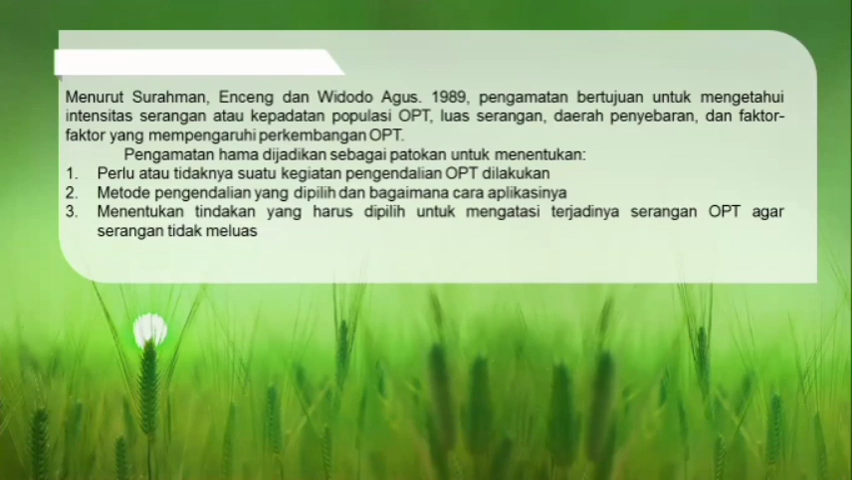 Menurut Surahman, Enceng dan Widodo Agus. 1989, pengamatan bertujuan untuk mengetahui
intensitas serangan atau kepadatan populasi OPT, luas serangan, daerah penyebaran, dan faktor-
faktor yang mempengaruhi perkembangan OPT.
Pengamatan hama dijadikan sebagai patokan untuk menentukan:
1. Perlu atau tidaknya suatu kegiatan pengendalian OPT dilakukan
2. Metode pengendalian yang dipilih dan bagaimana cara aplikasinya
3. Menentukan tindakan yang harus dipilih untuk mengatasi terjadinya serangan OPT agar
serangan tidak meluas